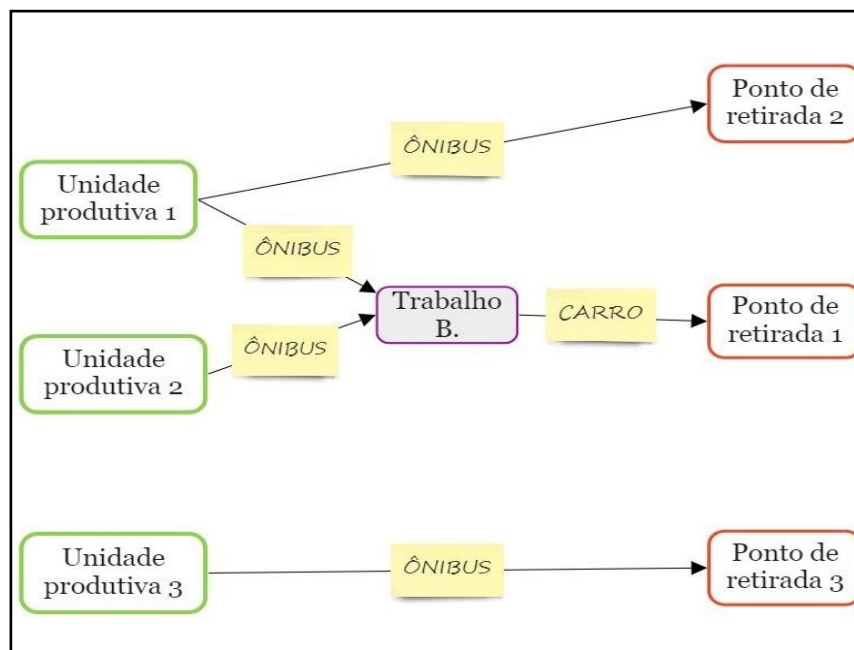 Ponto de
retirada 2
ÔNIBUS
Unidade
produtiva 1
ÔNIBUS
Trabalho
B.
CARRO
Ponto de
retirada 1
ÔNIBUS
Unidade
produtiva 2
Unidade
produtiva 3
ÔNIBUS
Ponto de
retirada 3